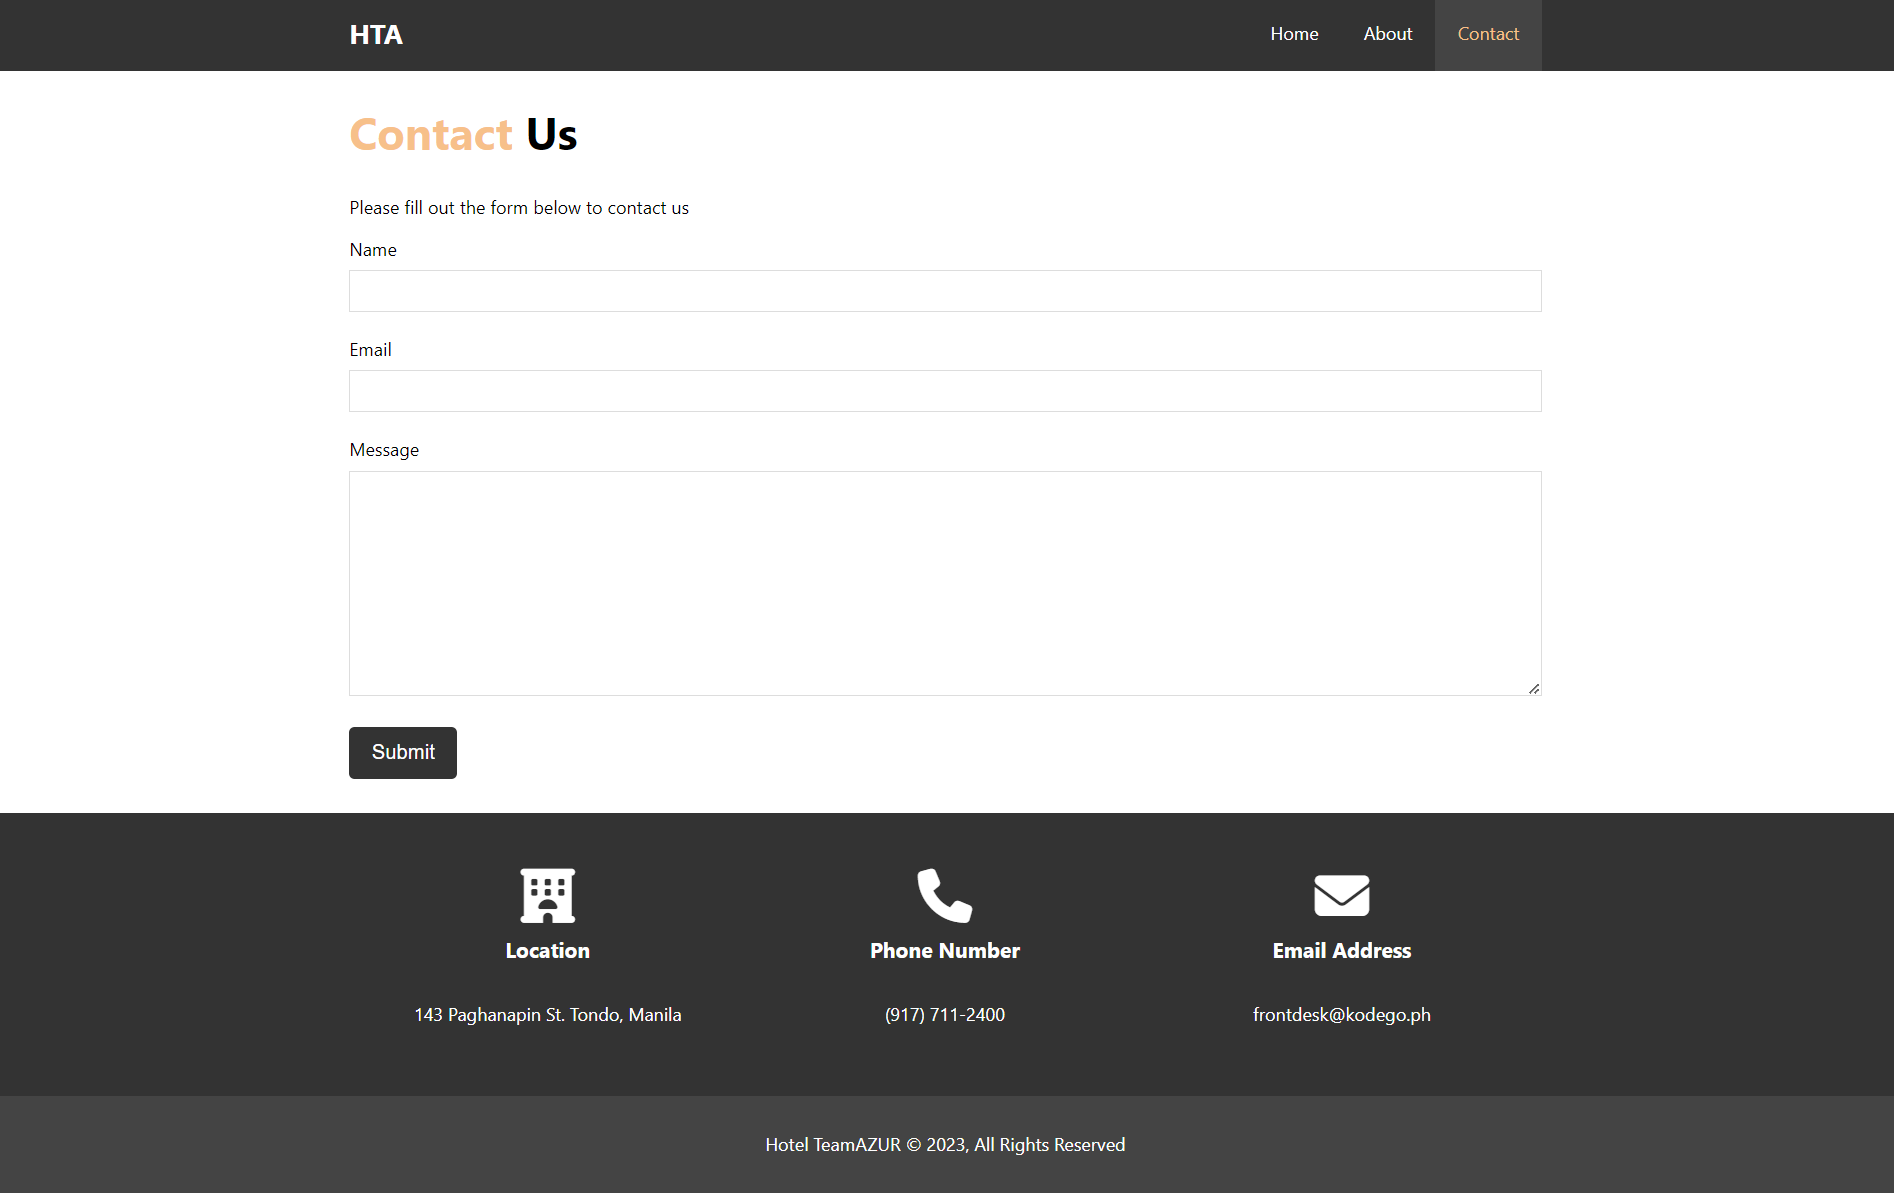 HTA
Home
About
Contact
Contact Us
Please fill out the form below to contact us
Name
Email
Message
Submit
Location
Phone Number
Email Address
143 Paghanapin St. Tondo, Manila
(917) 711-2400
frontdesk@kodego.ph
Hotel TeamAZUR © 2023, All Rights Reserved